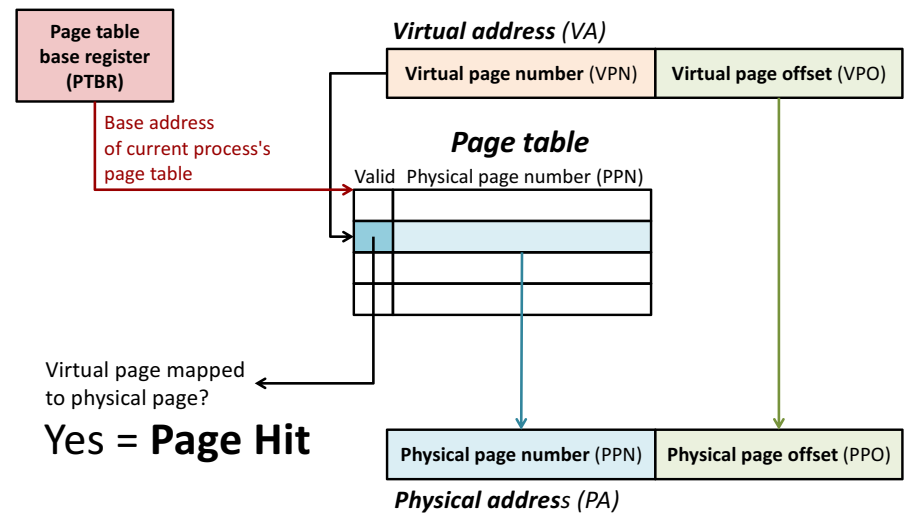 Page table
base register
(PTBR)
Virtual address (VA)
Virtual page number (VPN) Virtual page offset (VPO)
Base address
of current process's
page table
Page table
Valid Physical page number (PPN)
Virtual page mapped
to physical page?
Yes = Page Hit
Physical page number (PPN) Physical page offset (PPO)
Physical address (PA)